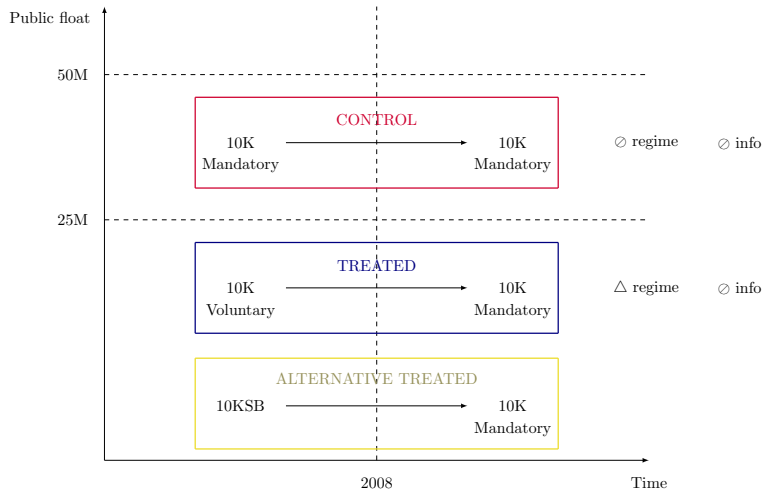 Public float
50M
CONTROL
10K
Mandatory
10K
Mandatory
⊘ regime
⊘ info
25M
TREATED
10K
Voluntary
10K
Mandatory
△ regime
⊘ info
ALTERNATIVE TREATED
10KSB
10K
Mandatory
2008
Time